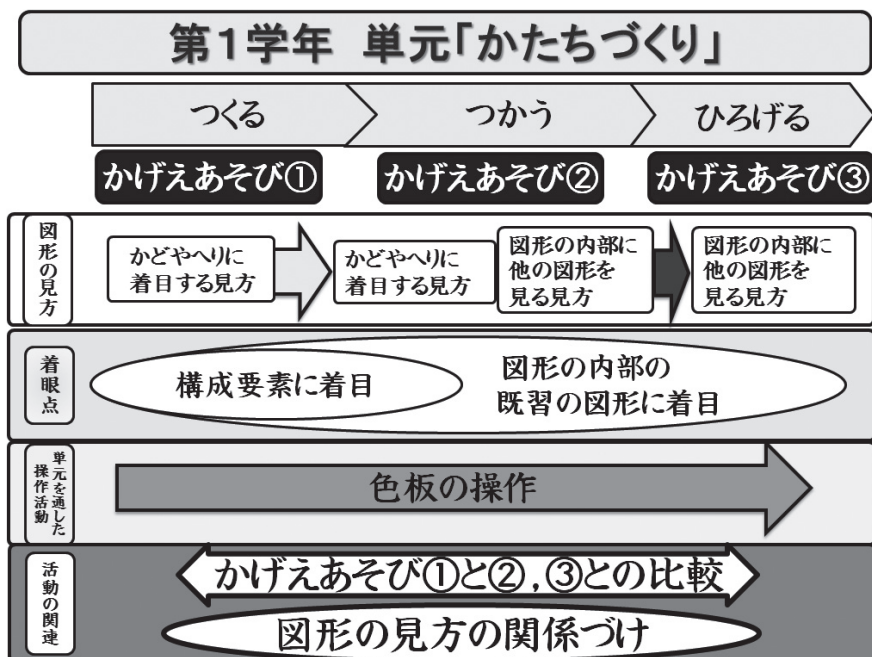 第1学年 単元「かたちづくり」
つくる
つかう
ひろげる
かげえあそび①
かげえあそび②
かげえあそび③
図形の見方
かどやへりに
着目する見方
かどやへりに
着目する見方
図形の内部に
他の図形を
見る見方
図形の内部に
他の図形を
見る見方
着眼点
構成要素に着目
図形の内部の
既習の図形に着目
単元を通した
操作活動
色板の操作
活動の関連
かげえあそび①と②,③との比較
図形の見方の関係づけ